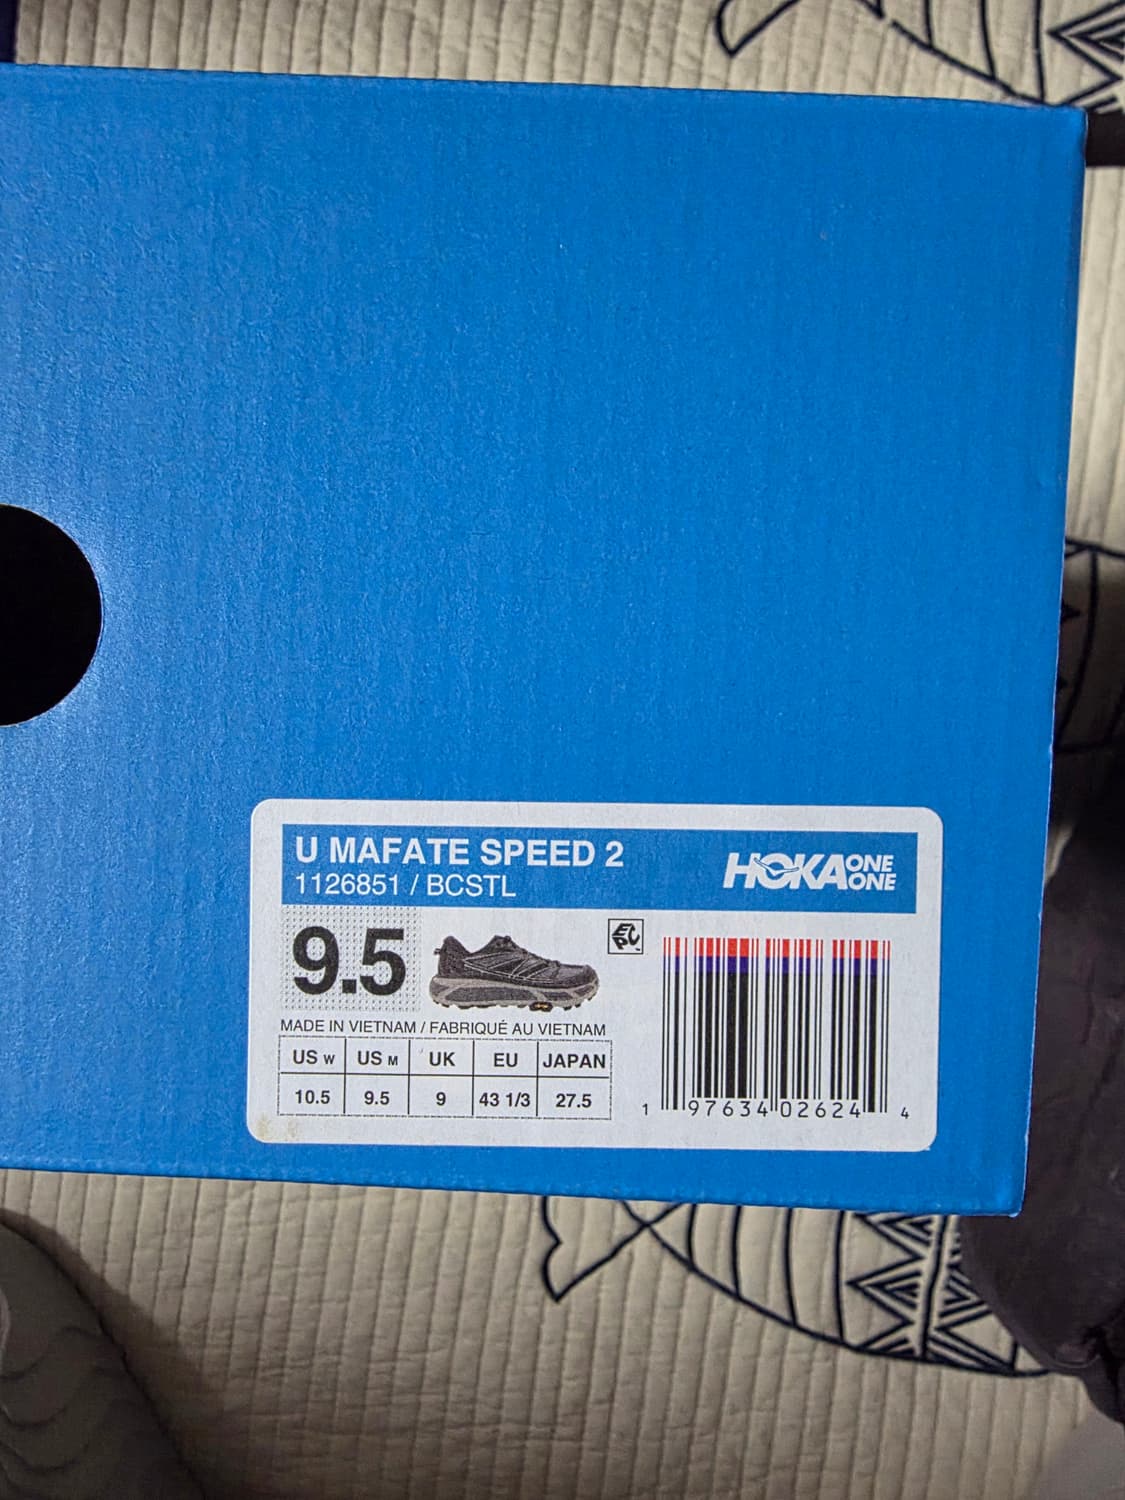 U MAFATE SPEED 2
1126851 / BCSTL
HOKA ONE ONE
9.5
EPC
MADE IN VIETNAM / FABRIQUÉ AU VIETNAM
US W US M UK EU JAPAN
10.5 9.5 9 43 1/3 27.5
1 97634 02624 4